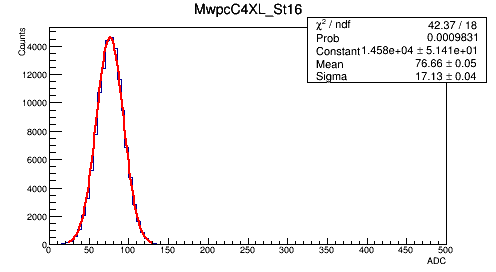 MwpcC4XL_St16
χ² / ndf 42.37 / 18
Prob 0.0009831
Constant 1.458e+04 ± 5.141e+01
Mean 76.66 ± 0.05
Sigma 17.13 ± 0.04
Counts
14000
12000
10000
8000
6000
4000
2000
0
0 50 100 150 200 250 300 350 400 450 500
ADC